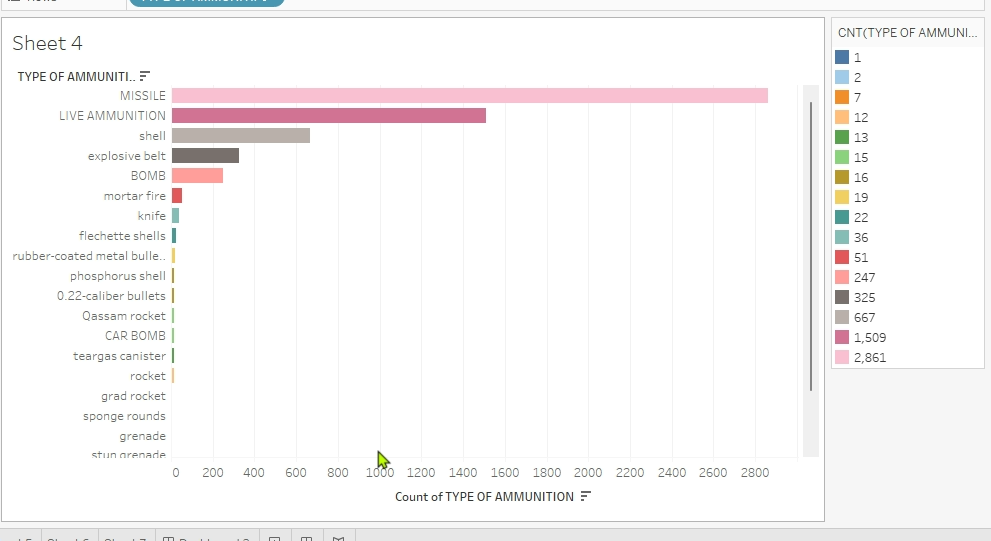 Sheet 4
TYPE OF AMMUNITI..
MISSILE
LIVE AMMUNITION
shell
explosive belt
BOMB
mortar fire
knife
flechette shells
rubber-coated metal bulle..
phosphorus shell
0.22-caliber bullets
Qassam rocket
CAR BOMB
teargas canister
rocket
grad rocket
sponge rounds
grenade
stun grenade
0 200 400 600 800 1000 1200 1400 1600 1800 2000 2200 2400 2600 2800
Count of TYPE OF AMMUNITION
CNT(TYPE OF AMMUNI...
1
2
7
12
13
15
16
19
22
36
51
247
325
667
1,509
2,861